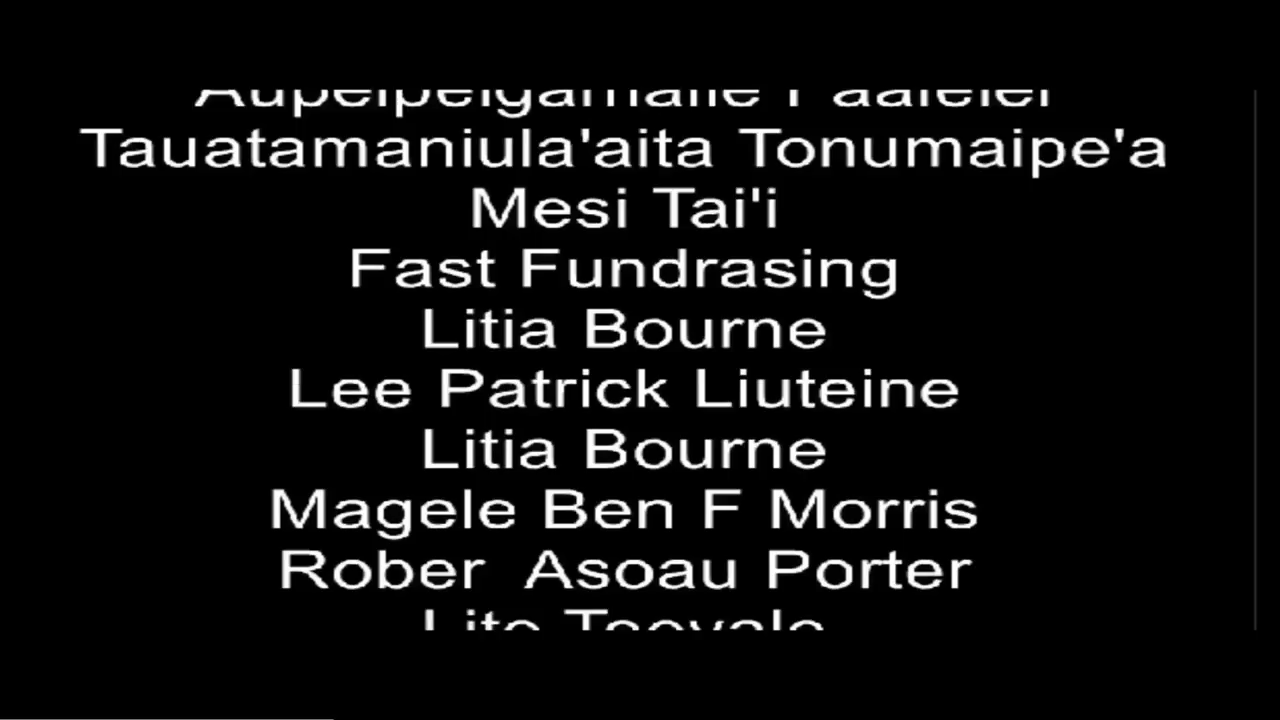 Tauatamaniula'aita Tonumaipe'a
Mesi Tai'i
Fast Fundrasing
Litia Bourne
Lee Patrick Liuteine
Litia Bourne
Magele Ben F Morris
Rober Asoau Porter